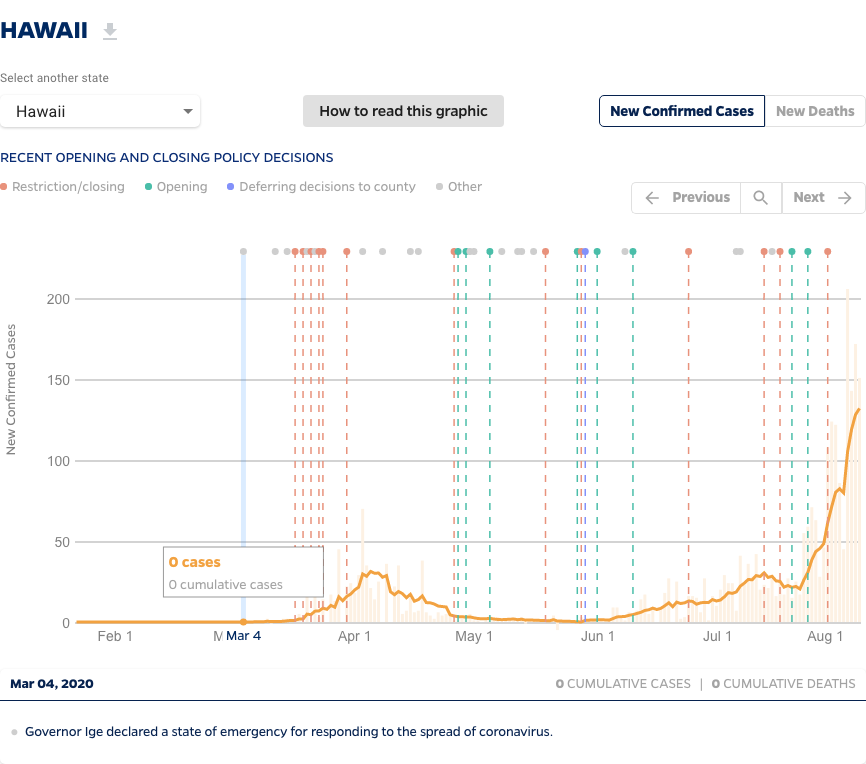 HAWAII
Select another state
Hawaii
How to read this graphic
New Confirmed Cases
New Deaths
RECENT OPENING AND CLOSING POLICY DECISIONS
Restriction/closing
Opening
Deferring decisions to county
Other
Previous
Next
New Confirmed Cases
200
150
100
50
0
0 cases
0 cumulative cases
Feb 1
M
Mar 4
Apr 1
May 1
Jun 1
Jul 1
Aug 1
Mar 04, 2020
0 CUMULATIVE CASES | 0 CUMULATIVE DEATHS
Governor Ige declared a state of emergency for responding to the spread of coronavirus.